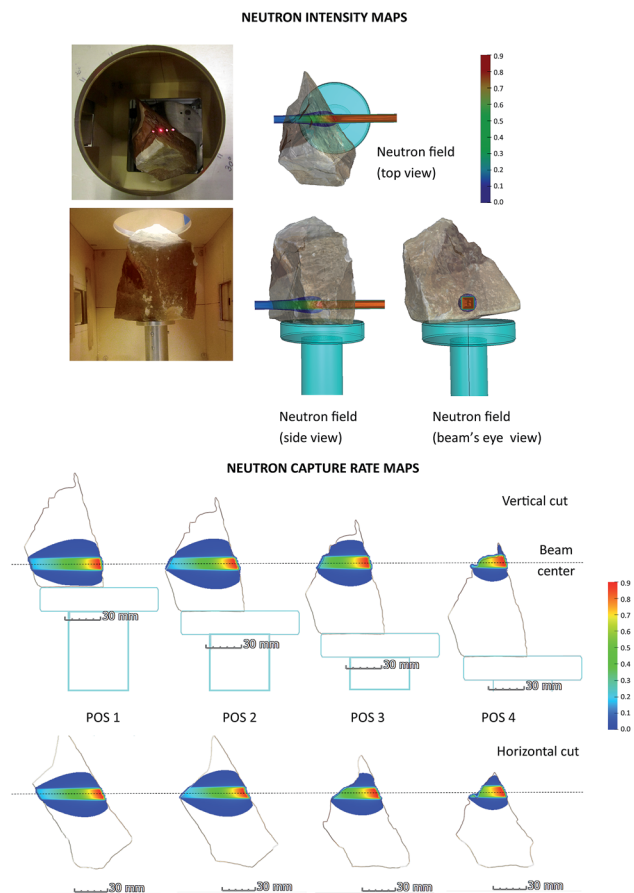 NEUTRON INTENSITY MAPS
0.9
0.8
0.7
0.6
0.5
0.4
0.3
0.2
0.1
0.0
Neutron field
(top view)
Neutron field
(side view)
Neutron field
(beam's eye view)
NEUTRON CAPTURE RATE MAPS
Vertical cut
Beam
center
30 mm
30 mm
30 mm
30 mm
0.9
0.8
0.7
0.6
0.5
0.4
0.3
0.2
0.1
0.0
POS 1
POS 2
POS 3
POS 4
Horizontal cut
30 mm
30 mm
30 mm
30 mm